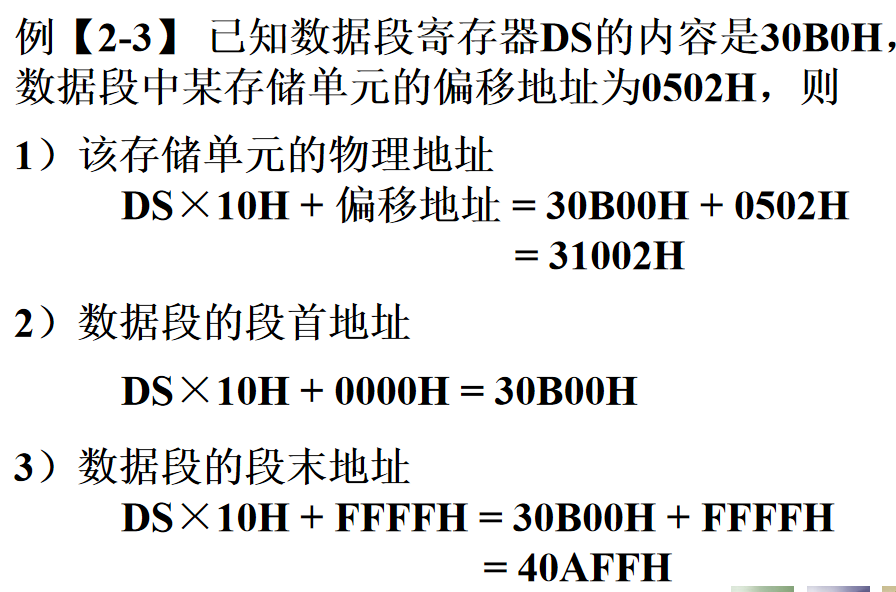 例【2-3】 已知数据段寄存器DS的内容是30B0H，
数据段中某存储单元的偏移地址为0502H，则
1）该存储单元的物理地址
DS×10H + 偏移地址 = 30B00H + 0502H
= 31002H
2）数据段的段首地址
DS×10H + 0000H = 30B00H
3）数据段的段末地址
DS×10H + FFFFH = 30B00H + FFFFH
= 40AFFH